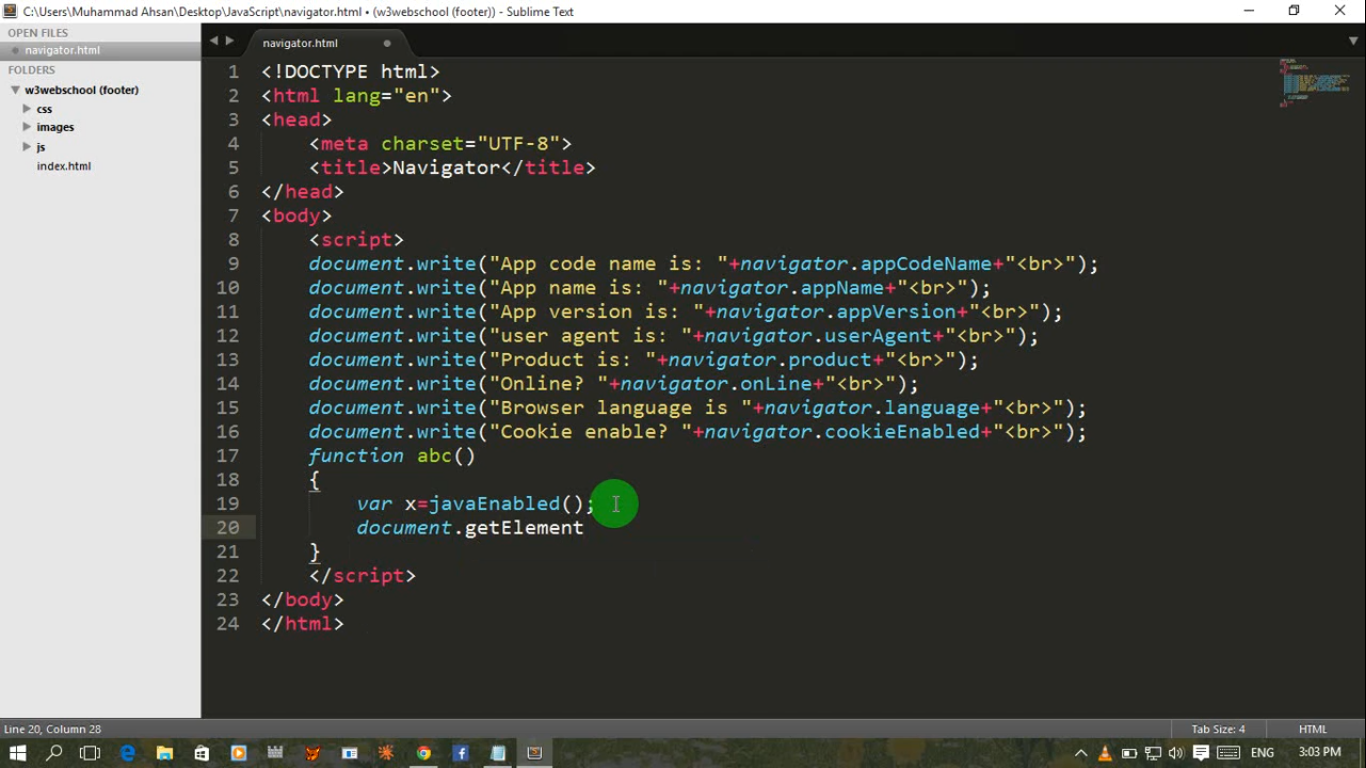 C:\Users\Muhammad Ahsan\Desktop\JavaScript\navigator.html • (w3webschool (footer)) - Sublime Text
OPEN FILES
navigator.html
FOLDERS
w3webschool (footer)
css
images
js
index.html
navigator.html
1 <!DOCTYPE html>
2 <html lang="en">
3 <head>
4 <meta charset="UTF-8">
5 <title>Navigator</title>
6 </head>
7 <body>
8 <script>
9 document.write("App code name is: "+navigator.appCodeName+"<br>");
10 document.write("App name is: "+navigator.appName+"<br>");
11 document.write("App version is: "+navigator.appVersion+"<br>");
12 document.write("user agent is: "+navigator.userAgent+"<br>");
13 document.write("Product is: "+navigator.product+"<br>");
14 document.write("Online? "+navigator.onLine+"<br>");
15 document.write("Browser language is "+navigator.language+"<br>");
16 document.write("Cookie enable? "+navigator.cookieEnabled+"<br>");
17 function abc()
18 {
19 var x=javaEnabled();
20 document.getElement
21 }
22 </script>
23 </body>
24 </html>
Line 20, Column 28
Tab Size: 4
HTML
ENG
3:03 PM